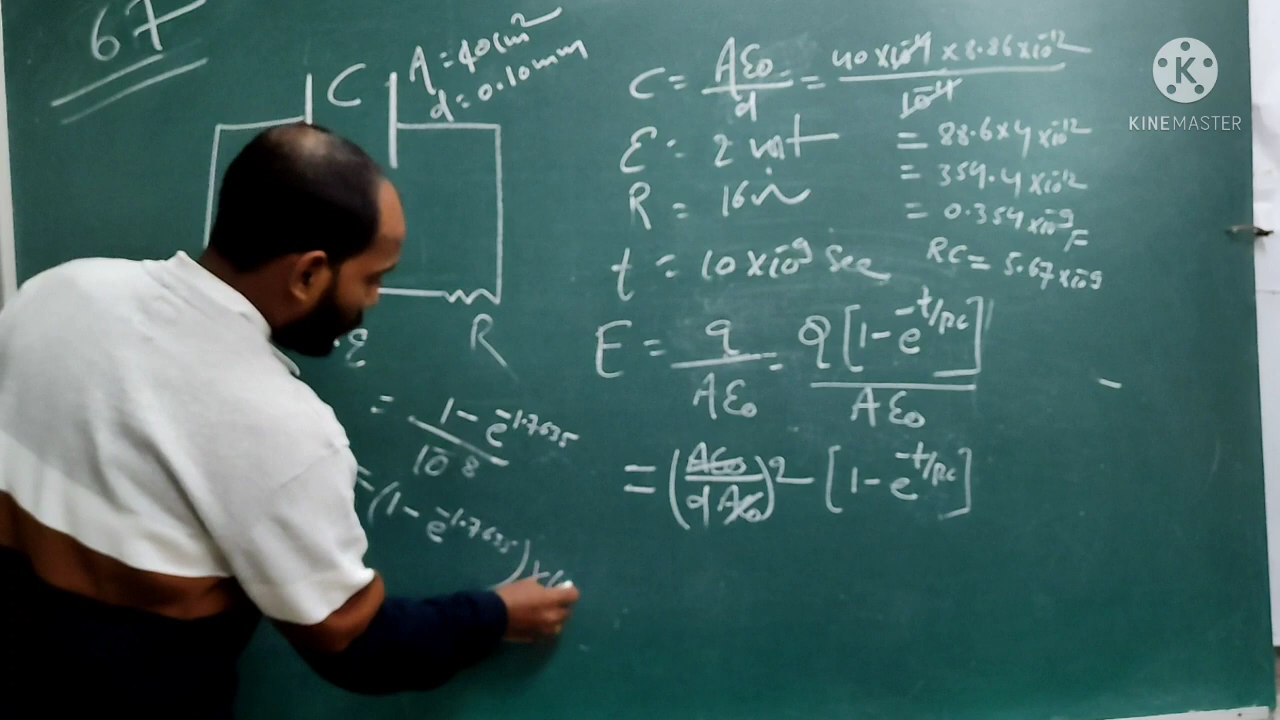 67
C
A = 40 cm²
d = 0.10 mm
C = Aε₀/d = 40×10⁻⁴ × 8.86×10⁻¹²/10⁻⁴
= 88.6×4×10⁻¹²
= 354.4×10⁻¹²
= 0.354×10⁻⁹ F
ε = 2
R = 16 Ω
t = 10×10⁻⁹ sec
RC = 5.67×10⁻⁹
E = q/Aε₀ = Q[1-e^(-t/RC)]/Aε₀
= (Aε₀/dAε₀)2 [1-e^(-t/RC)]
ε
R
= 1-e^(-1.7635)/10⁻⁸
= (1-e^(-1.7635))
KINEMASTER